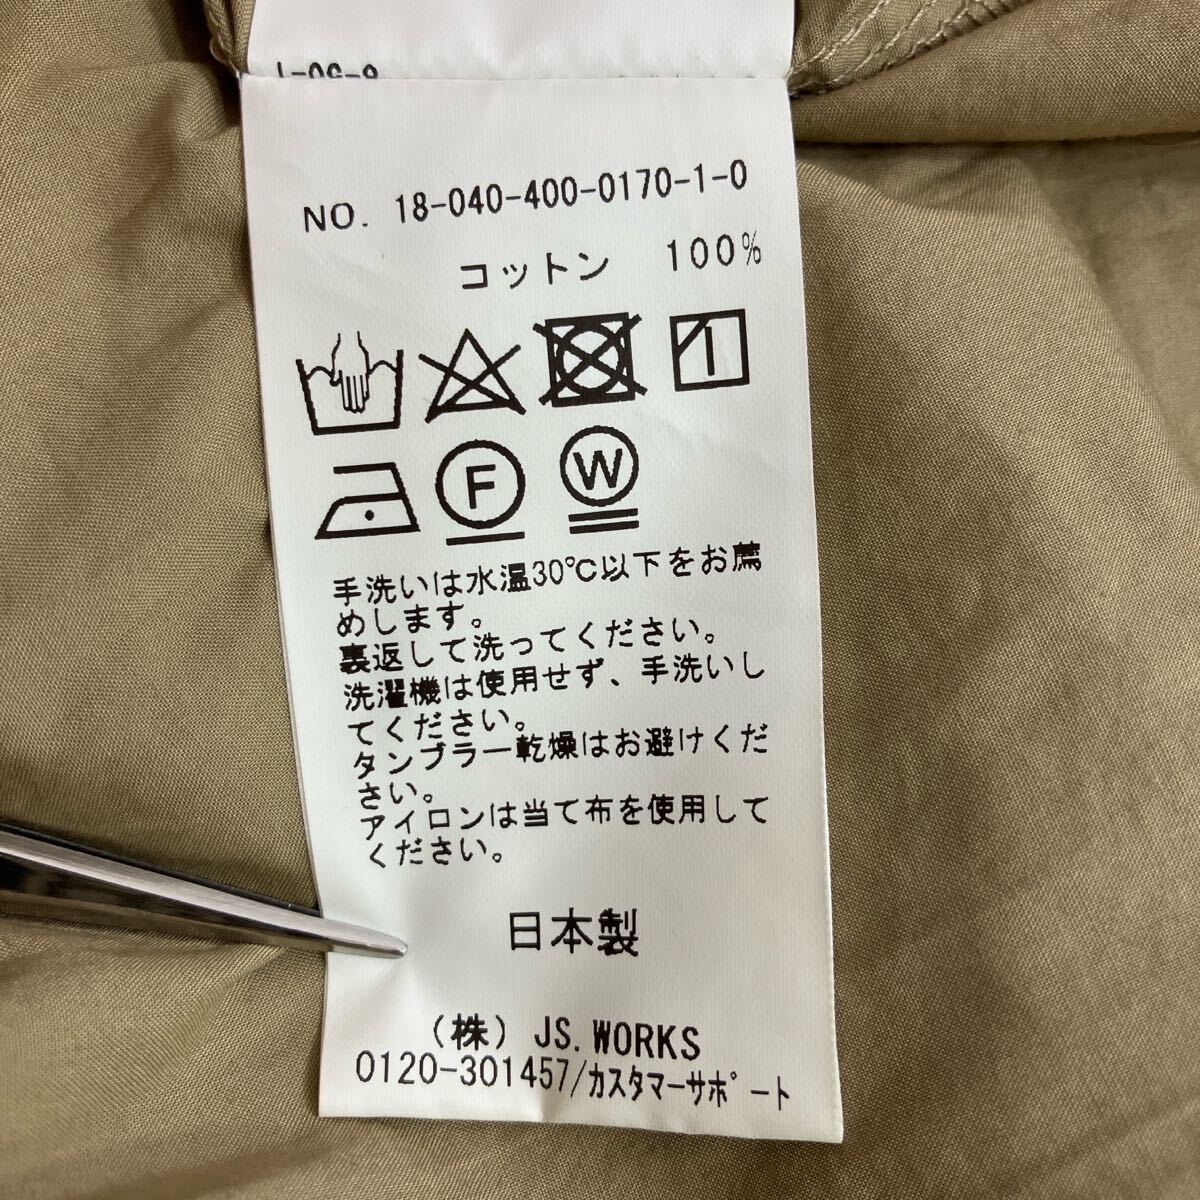 NO. 18-040-400-0170-1-0
コットン 100%
F W
手洗いは水温30℃以下をお薦
めします。
裏返して洗ってください。
洗濯機は使用せず、手洗いし
てください。
タンブラー乾燥はお避けくだ
さい。
アイロンは当て布を使用して
ください。
日本製
(株) JS.WORKS
0120-301457/カスタマーサポート